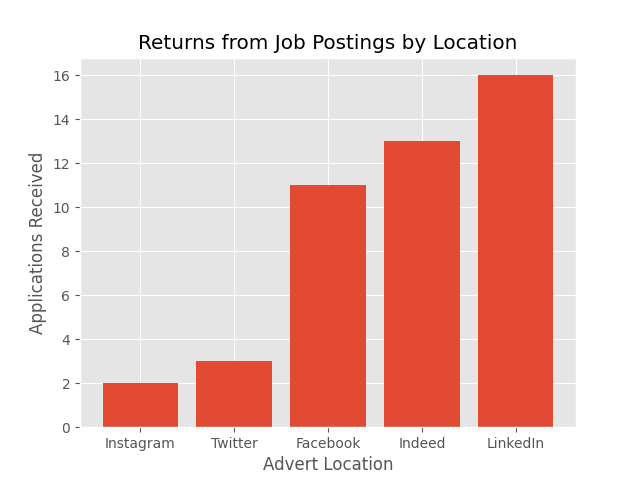 Returns from Job Postings by Location
Applications Received
16
14
12
10
8
6
4
2
0
Instagram Twitter Facebook Indeed LinkedIn
Advert Location